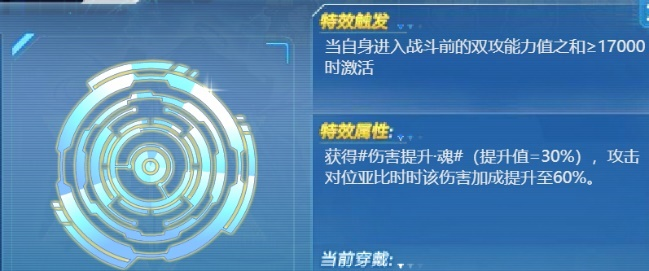 特效触发
当自身进入战斗前的双攻能力值之和≥17000
时激活
特效属性:
获得#伤害提升·魂#（提升值=30%），攻击
对位亚比时时该伤害加成提升至60%。
当前穿戴: